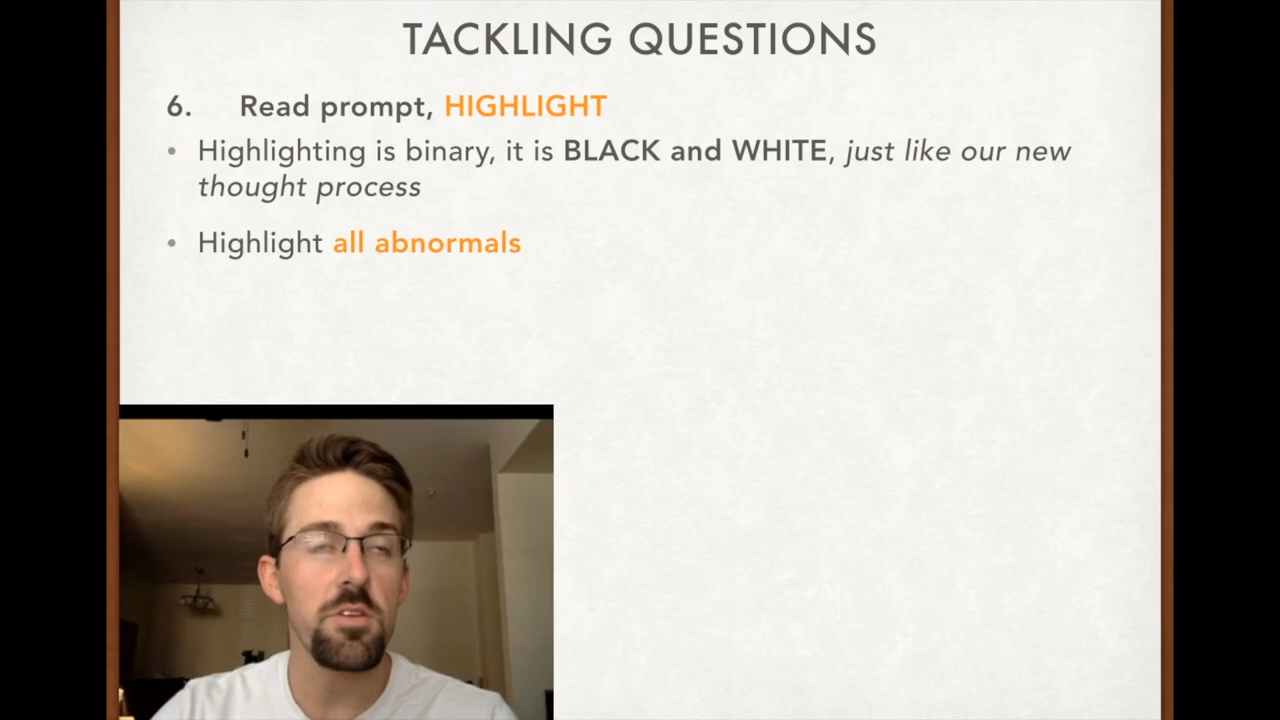 TACKLING QUESTIONS
6. Read prompt, HIGHLIGHT
• Highlighting is binary, it is BLACK and WHITE, just like our new
thought process
• Highlight all abnormals